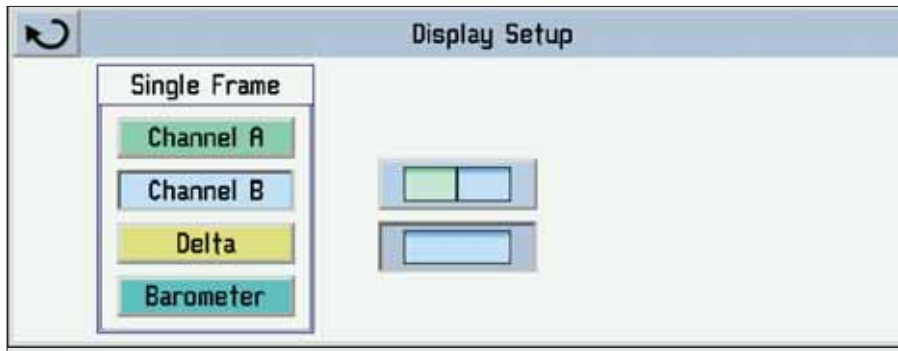 Display Setup
Single Frame
Channel A
Channel B
Delta
Barometer